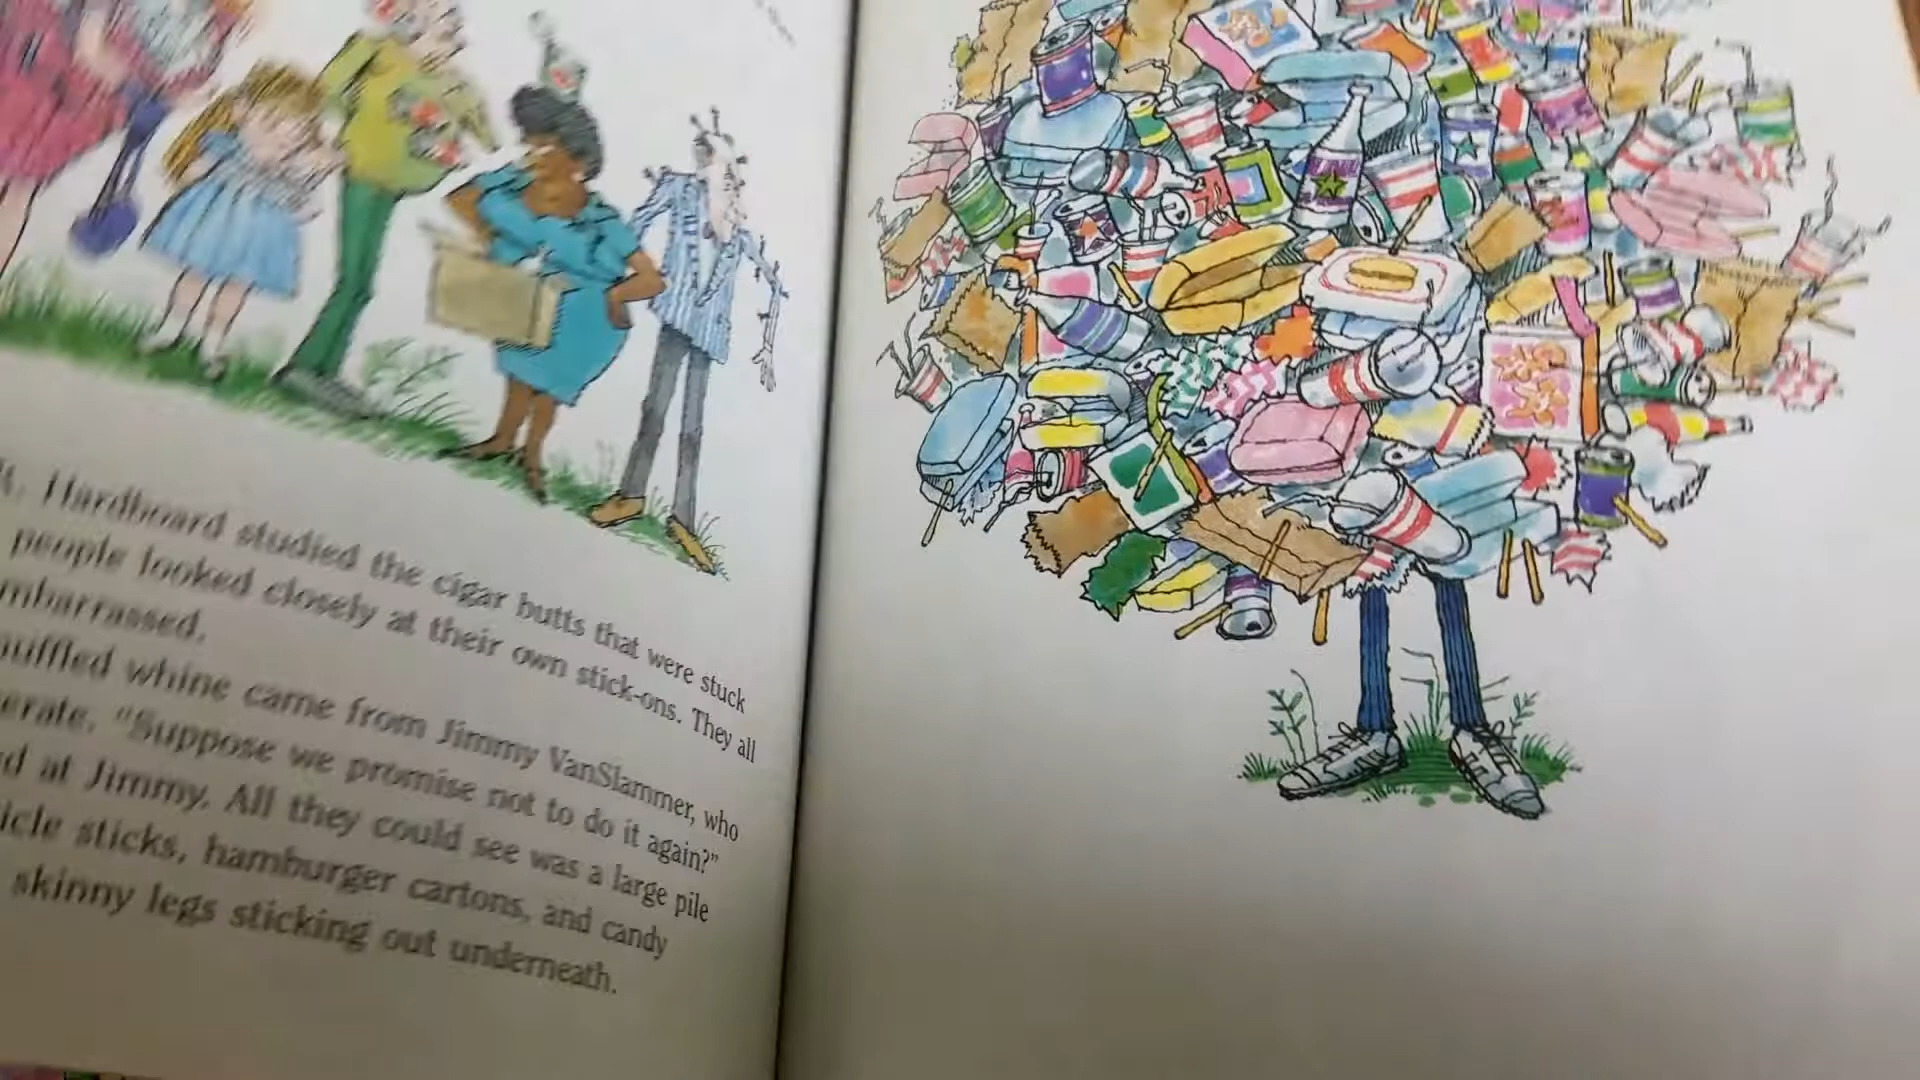 Hardboard studied the cigar butts that were stuck
people looked closely at their own stick-ons. They all
mbarrassed.
whine came from Jimmy VanSlammer, who
erate. "Suppose we promise not to do it again?"
d at Jimmy. All they could see was a large pile
icle sticks, hamburger cartons, and candy
skinny legs sticking out underneath.